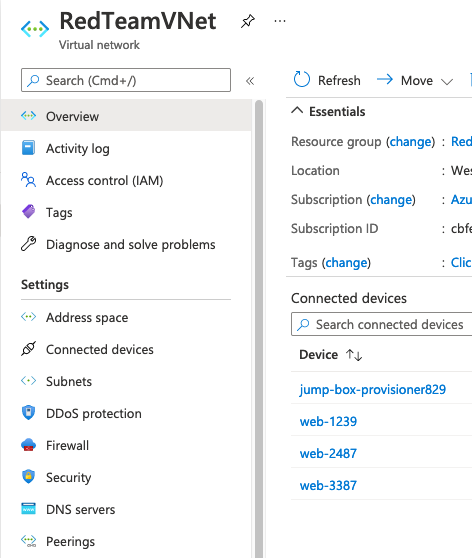 RedTeamVNet
Virtual network
Search (Cmd+/)
Overview
Activity log
Access control (IAM)
Tags
Diagnose and solve problems
Settings
Address space
Connected devices
Subnets
DDoS protection
Firewall
Security
DNS servers
Peerings
Refresh
Move
Essentials
Resource group (change) : Red
Location : Wes
Subscription (change) : Azu
Subscription ID : cbfe
Tags (change) : Clic
Connected devices
Search connected devices
Device
jump-box-provisioner829
web-1239
web-2487
web-3387